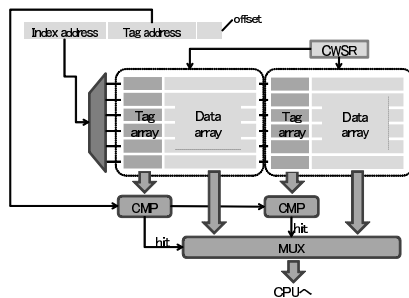 offset
Index address Tag address
CWSR
Tag array
Data array
Tag array
Data array
CMP
CMP
hit
hit
MUX
CPUへ